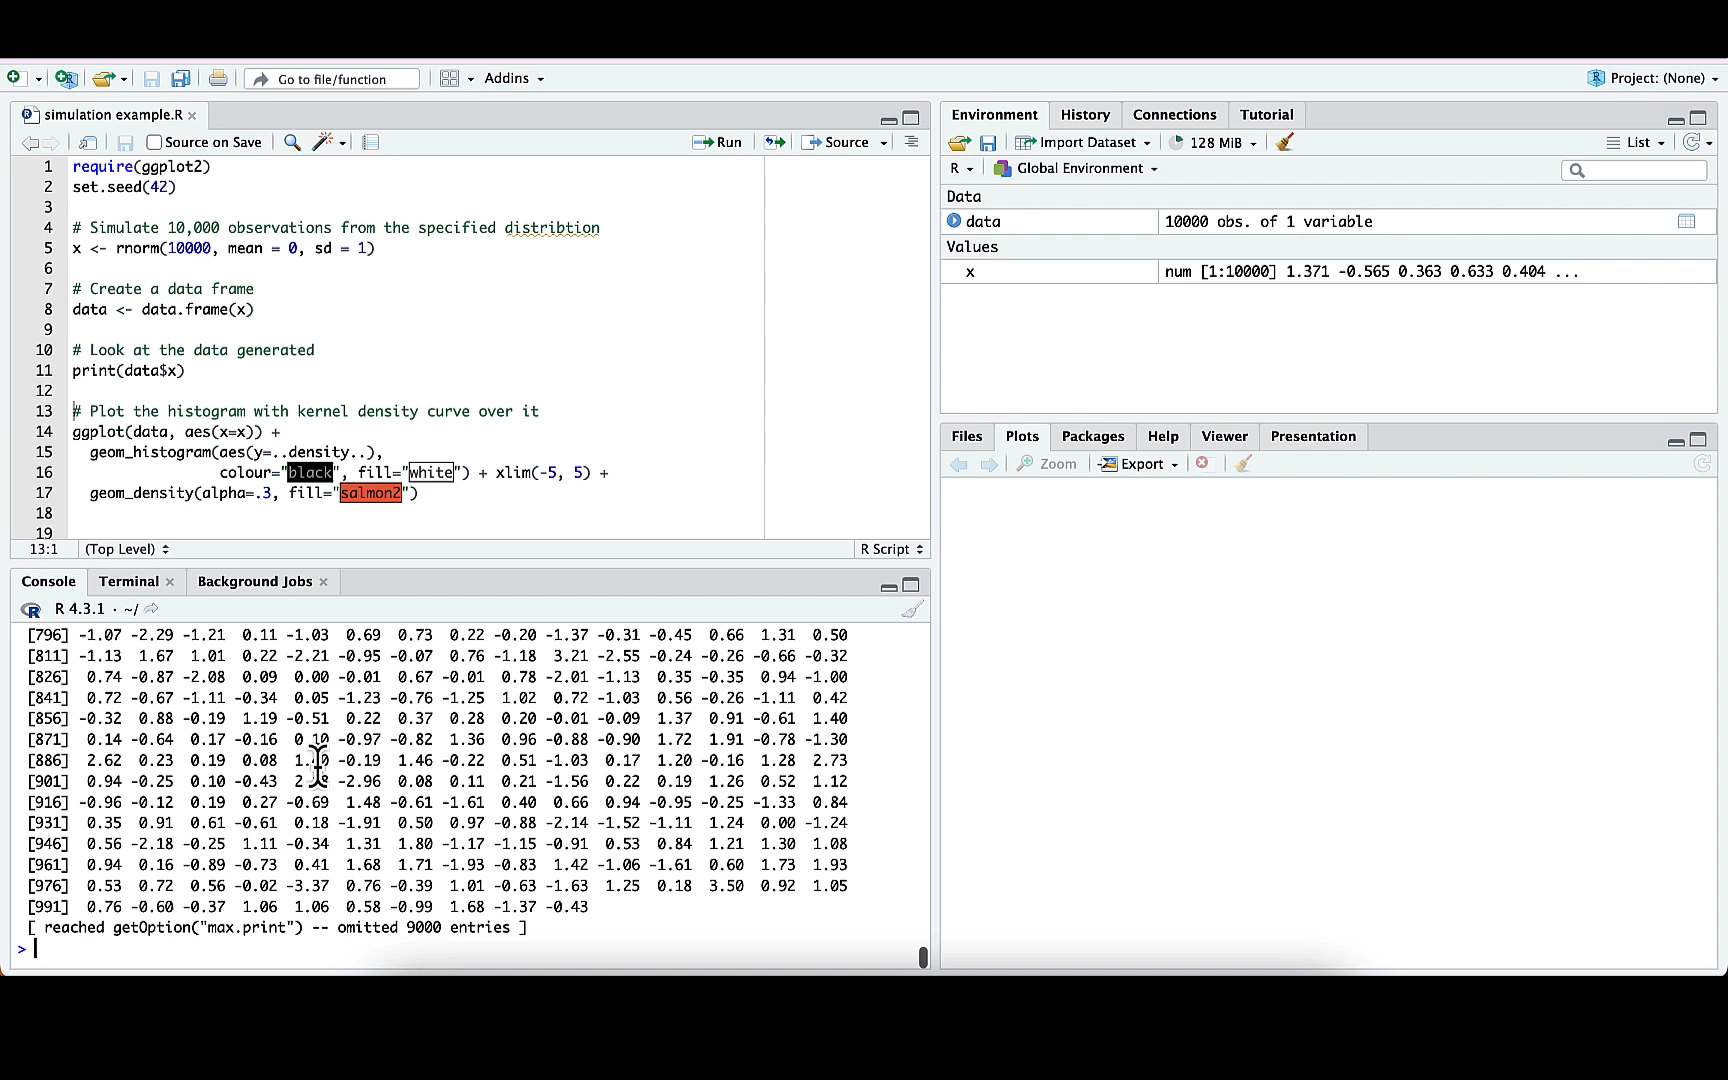 Go to file/function
Addins
Project: (None)
simulation example.R
Source on Save
Run
Source
1 require(ggplot2)
2 set.seed(42)
3
4 # Simulate 10,000 observations from the specified distribtion
5 x <- rnorm(10000, mean = 0, sd = 1)
6
7 # Create a data frame
8 data <- data.frame(x)
9
10 # Look at the data generated
11 print(data$x)
12
13 # Plot the histogram with kernel density curve over it
14 ggplot(data, aes(x=x)) +
15 geom_histogram(aes(y=..density..),
16 colour="black", fill="white") + xlim(-5, 5) +
17 geom_density(alpha=.3, fill="salmon2")
18
19
13:1 (Top Level) R Script
Console Terminal Background Jobs
R 4.3.1 · ~/
[796] -1.07 -2.29 -1.21 0.11 -1.03 0.69 0.73 0.22 -0.20 -1.37 -0.31 -0.45 0.66 1.31 0.50
[811] -1.13 1.67 1.01 0.22 -2.21 -0.95 -0.07 0.76 -1.18 3.21 -2.55 -0.24 -0.26 -0.66 -0.32
[826] 0.74 -0.87 -2.08 0.09 0.00 -0.01 0.67 -0.01 0.78 -2.01 -1.13 0.35 -0.35 0.94 -1.00
[841] 0.72 -0.67 -1.11 -0.34 0.05 -1.23 -0.76 -1.25 1.02 0.72 -1.03 0.56 -0.26 -1.11 0.42
[856] -0.32 0.88 -0.19 1.19 -0.51 0.22 0.37 0.28 0.20 -0.01 -0.09 1.37 0.91 -0.61 1.40
[871] 0.14 -0.64 0.17 -0.16 -0.97 -0.82 1.36 0.96 -0.88 -0.90 1.72 1.91 -0.78 -1.30
[886] 2.62 0.23 0.19 0.08 -0.19 1.46 -0.22 0.51 -1.03 0.17 1.20 -0.16 1.28 2.73
[901] 0.94 -0.25 0.10 -0.43 -2.96 0.08 0.11 0.21 -1.56 0.22 0.19 1.26 0.52 1.12
[916] -0.96 -0.12 0.19 0.27 -0.69 1.48 -0.61 -1.61 0.40 0.66 0.94 -0.95 -0.25 -1.33 0.84
[931] 0.35 0.91 0.61 -0.61 0.18 -1.91 0.50 0.97 -0.88 -2.14 -1.52 -1.11 1.24 0.00 -1.24
[946] 0.56 -2.18 -0.25 1.11 -0.34 1.31 1.80 -1.17 -1.15 -0.91 0.53 0.84 1.21 1.30 1.08
[961] 0.94 0.16 -0.89 -0.73 0.41 1.68 1.71 -1.93 -0.83 1.42 -1.06 -1.61 0.60 1.73 1.93
[976] 0.53 0.72 0.56 -0.02 -3.37 0.76 -0.39 1.01 -0.63 -1.63 1.25 0.18 3.50 0.92 1.05
[991] 0.76 -0.60 -0.37 1.06 1.06 0.58 -0.99 1.68 -1.37 -0.43
[ reached getOption("max.print") -- omitted 9000 entries ]
>
Environment History Connections Tutorial
Import Dataset 128 MiB List
R Global Environment
Data
data 10000 obs. of 1 variable
Values
x num [1:10000] 1.371 -0.565 0.363 0.633 0.404 ...
Files Plots Packages Help Viewer Presentation
Zoom Export